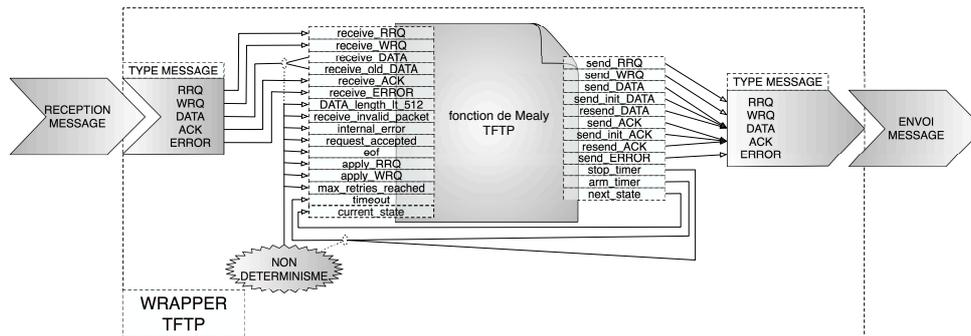 RECEPTION
MESSAGE
TYPE MESSAGE
RRQ
WRQ
DATA
ACK
ERROR
receive_RRQ
receive_WRQ
receive_DATA
receive_old_DATA
receive_ACK
receive_ERROR
DATA_length_lt_512
receive_invalid_packet
internal_error
request_accepted
eof
apply_RRQ
apply_WRQ
max_retries_reached
timeout
current_state
fonction de Mealy
TFTP
send_RRQ
send_WRQ
send_DATA
send_init_DATA
resend_DATA
send_ACK
send_init_ACK
resend_ACK
send_ERROR
stop_timer
arm_timer
next_state
TYPE MESSAGE
RRQ
WRQ
DATA
ACK
ERROR
ENVOI
MESSAGE
NON
DETERMINISME
WRAPPER
TFTP